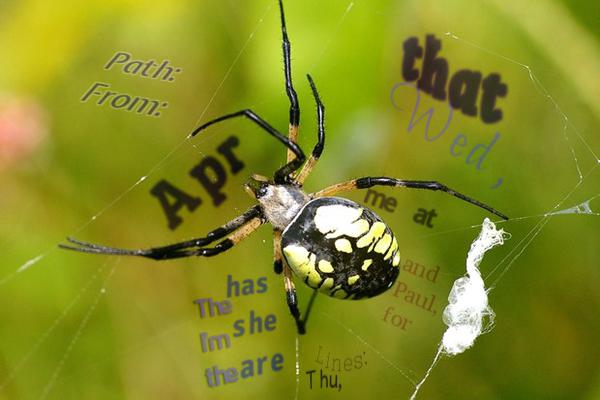 Path:
From:
that
Wed,
Apr
me at
and
Paul,
for
has
she
are
The
Im
the
Lines:
Thu,